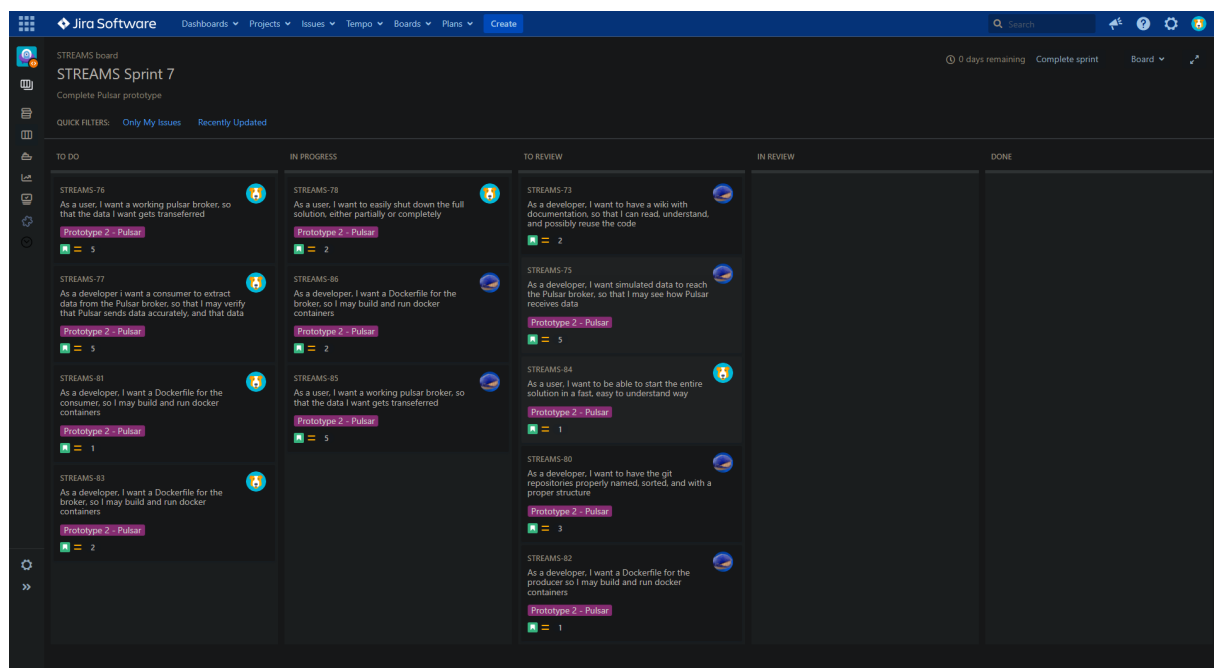 Jira Software Dashboards Projects Issues Tempo Boards Plans Create Search
STREAMS board
STREAMS Sprint 7
0 days remaining Complete sprint Board
Complete Pulsar prototype
QUICK FILTERS: Only My Issues Recently Updated
TO DO IN PROGRESS TO REVIEW IN REVIEW DONE
STREAMS-76
As a user, I want a working pulsar broker, so
that the data I want gets transeferred
Prototype 2 - Pulsar
5
STREAMS-77
As a developer i want a consumer to extract
data from the Pulsar broker, so that I may verify
that Pulsar sends data accurately, and that data
Prototype 2 - Pulsar
5
STREAMS-81
As a developer, I want a Dockerfile for the
consumer, so I may build and run docker
containers
Prototype 2 - Pulsar
1
STREAMS-83
As a developer, I want a Dockerfile for the
broker, so I may build and run docker
containers
Prototype 2 - Pulsar
2
STREAMS-78
As a user, I want to easily shut down the full
solution, either partially or completely
Prototype 2 - Pulsar
2
STREAMS-86
As a developer, I want a Dockerfile for the
broker, so I may build and run docker
containers
Prototype 2 - Pulsar
2
STREAMS-85
As a user, I want a working pulsar broker, so
that the data I want gets transeferred
Prototype 2 - Pulsar
5
STREAMS-73
As a developer, I want to have a wiki with
documentation, so that I can read, understand,
and possibly reuse the code
2
STREAMS-75
As a developer, I want simulated data to reach
the Pulsar broker, so that I may see how Pulsar
receives data
Prototype 2 - Pulsar
5
STREAMS-84
As a user, I want to be able to start the entire
solution in a fast, easy to understand way
Prototype 2 - Pulsar
1
STREAMS-80
As a developer, I want to have the git
repositories properly named, sorted, and with a
proper structure
Prototype 2 - Pulsar
3
STREAMS-82
As a developer, I want a Dockerfile for the
producer so I may build and run docker
containers
Prototype 2 - Pulsar
1